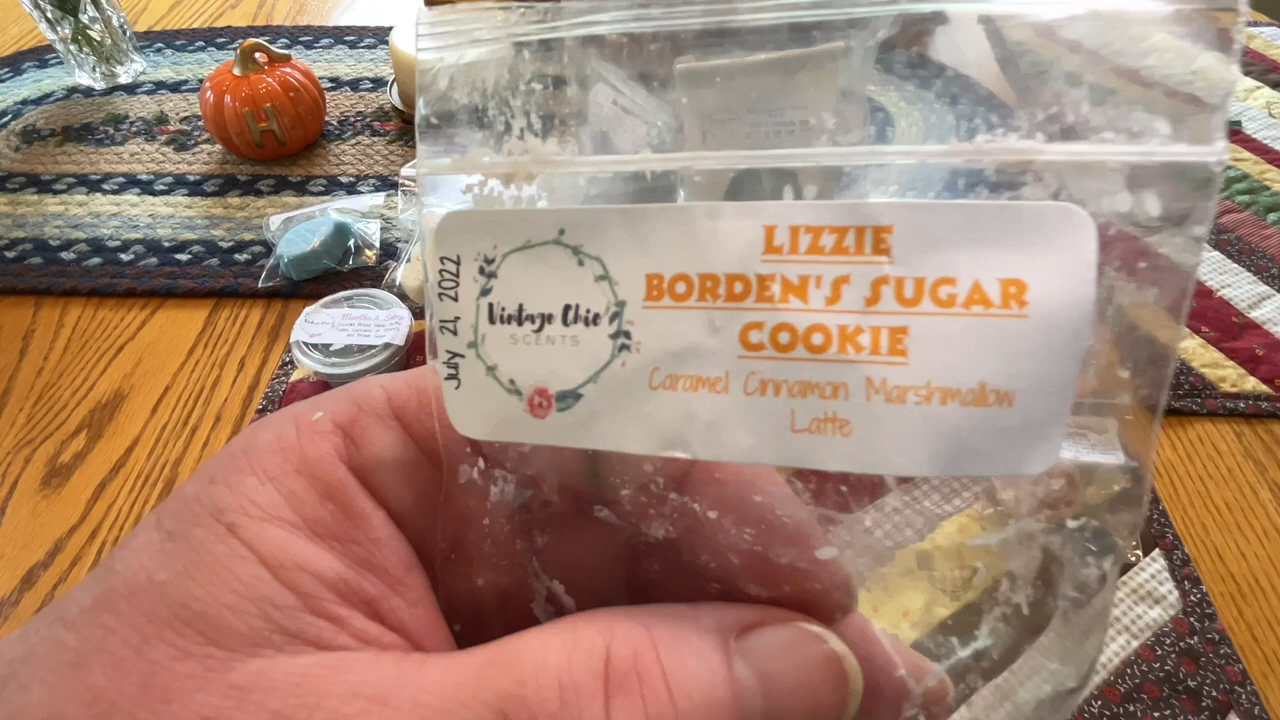 H
July 21, 2022
Vintage Chic
SCENTS
LIZZIE
BORDEN'S SUGAR
COOKIE
Caramel Cinnamon Marshmallow
Latte